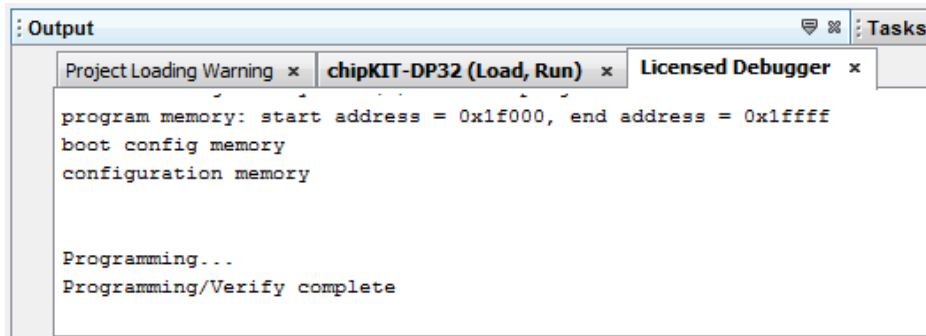 Output
Tasks
Project Loading Warning
chipKIT-DP32 (Load, Run)
Licensed Debugger
program memory: start address = 0x1f000, end address = 0x1ffff
boot config memory
configuration memory
Programming...
Programming/Verify complete